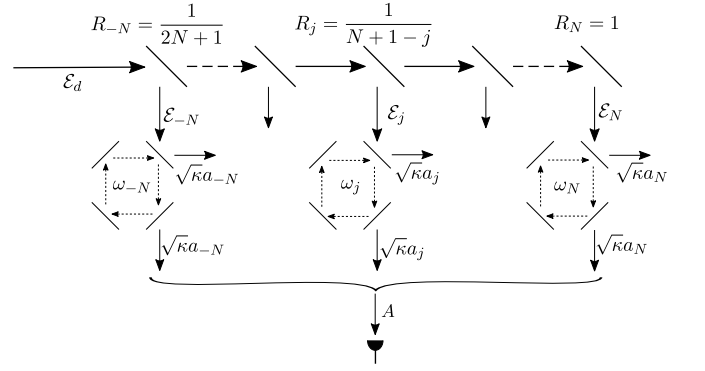 R_{-N} = \frac{1}{2N+1} R_j = \frac{1}{N+1-j} R_N = 1
\mathcal{E}_d
\mathcal{E}_{-N} \mathcal{E}_j \mathcal{E}_N
\sqrt{\kappa}a_{-N} \sqrt{\kappa}a_j \sqrt{\kappa}a_N
\omega_{-N} \omega_j \omega_N
\sqrt{\kappa}a_{-N} \sqrt{\kappa}a_j \sqrt{\kappa}a_N
A